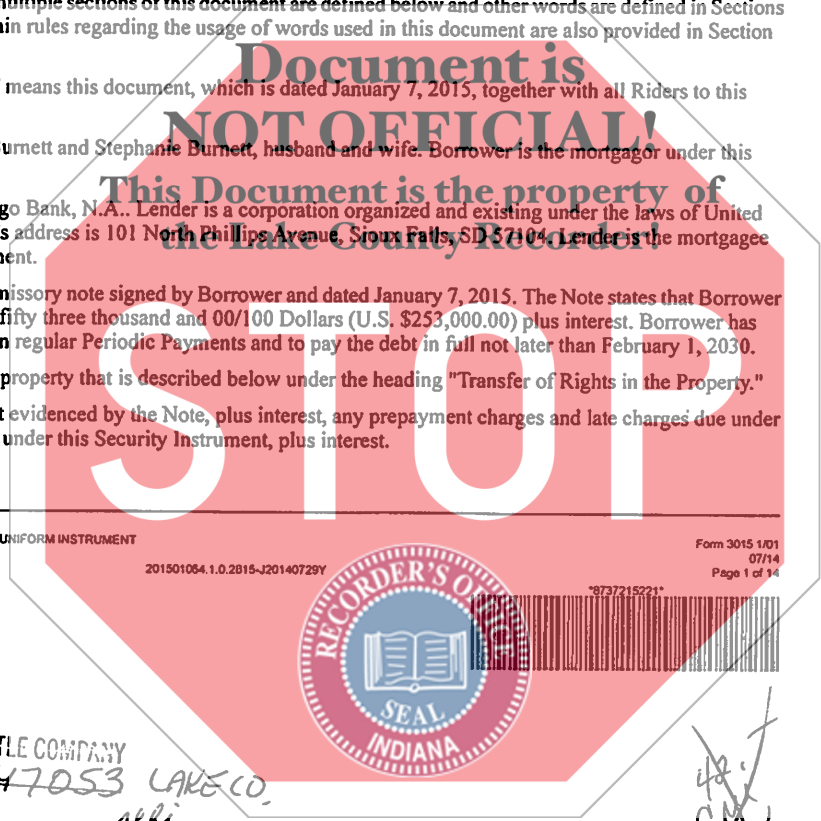 multiple sections of this document are defined below and other words are defined in Sections
in rules regarding the usage of words used in this document are also provided in Section
Document is
means this document, which is dated January 7, 2015, together with all Riders to this
NOT OFFICIAL!
urnett and Stephanie Burnett, husband and wife. Borrower is the mortgagor under this
This Document is the property of
go Bank, N.A.. Lender is a corporation organized and existing under the laws of United
the Lake County Recorder!
s address is 101 North Phillips Avenue, Sioux Falls, SD 57104. Lender is the mortgagee
ent.
missory note signed by Borrower and dated January 7, 2015. The Note states that Borrower
fifty three thousand and 00/100 Dollars (U.S. $253,000.00) plus interest. Borrower has
n regular Periodic Payments and to pay the debt in full not later than February 1, 2030.
property that is described below under the heading "Transfer of Rights in the Property."
t evidenced by the Note, plus interest, any prepayment charges and late charges due under
under this Security Instrument, plus interest.
STOP
UNIFORM INSTRUMENT
Form 3015 1/01
07/14
201501064.1.0.2815-J20140729Y
Page 1 of 14
*8737215221*
RECORDER'S OFFICE
SEAL
INDIANA
TLE COMPANY
47053 LAKE CO,